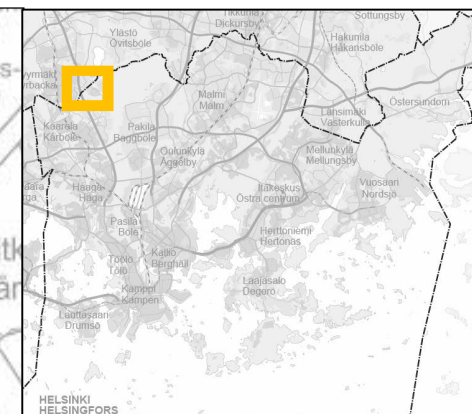 Tikkurila
Dickursby
Sottungsby
Ylästö
Övitsböle
Hakunila
Håkansböle
Malmi
Malm
Länsimäki
Västerkulla
Östersundom
Kaarela
Kårböle
Pakila
Baggböle
Oulunkylä
Åggelby
Mellunkylä
Mellungsby
Haaga
Haga
Itäkeskus
Östra centrum
Vuosaari
Nordsjö
Pasila
Böle
Herttoniemi
Hertonäs
Töölö
Tölö
Kallio
Berghäll
Kamppi
Kampen
Laajasalo
Degerö
Lauttasaari
Drumsö
HELSINKI
HELSINGFORS